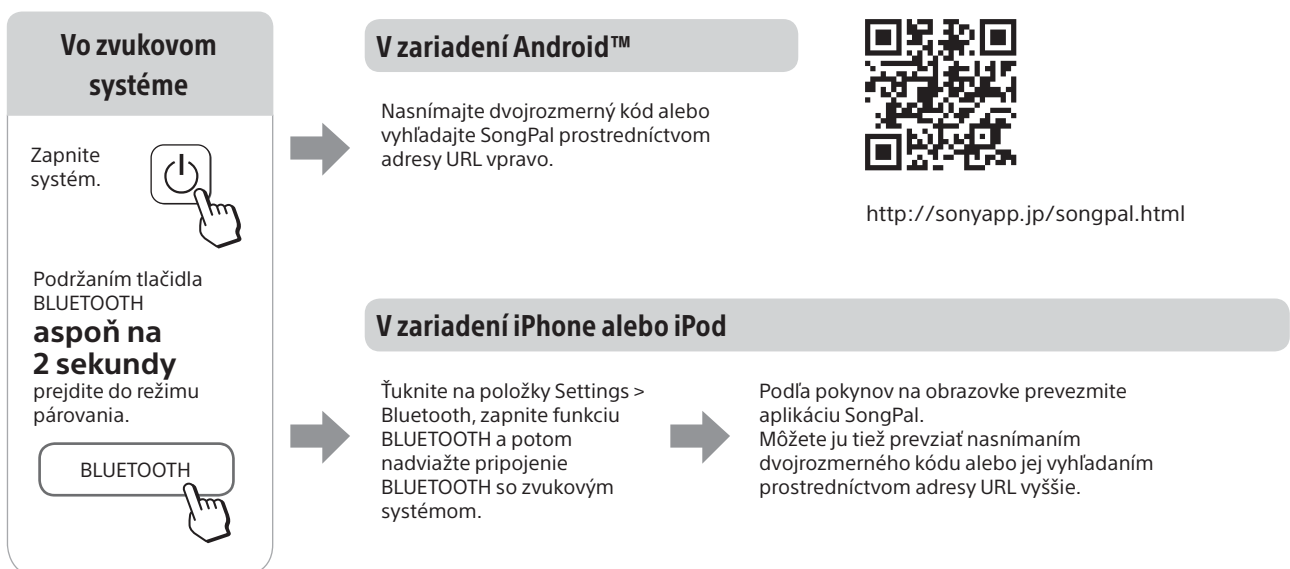 Vo zvukovom
systéme
Zapnite
systém.
Podržaním tlačidla
BLUETOOTH
aspoň na
2 sekundy
prejdite do režimu
párovania.
BLUETOOTH
V zariadení Android™
Nasnímajte dvojrozmerný kód alebo
vyhľadajte SongPal prostredníctvom
adresy URL vpravo.
http://sonyapp.jp/songpal.html
V zariadení iPhone alebo iPod
Ťuknite na položky Settings >
Bluetooth, zapnite funkciu
BLUETOOTH a potom
nadviažte pripojenie
BLUETOOTH so zvukovým
systémom.
Podľa pokynov na obrazovke prevezmite
aplikáciu SongPal.
Môžete ju tiež prevziať nasnímaním
dvojrozmerného kódu alebo jej vyhľadaním
prostredníctvom adresy URL vyššie.